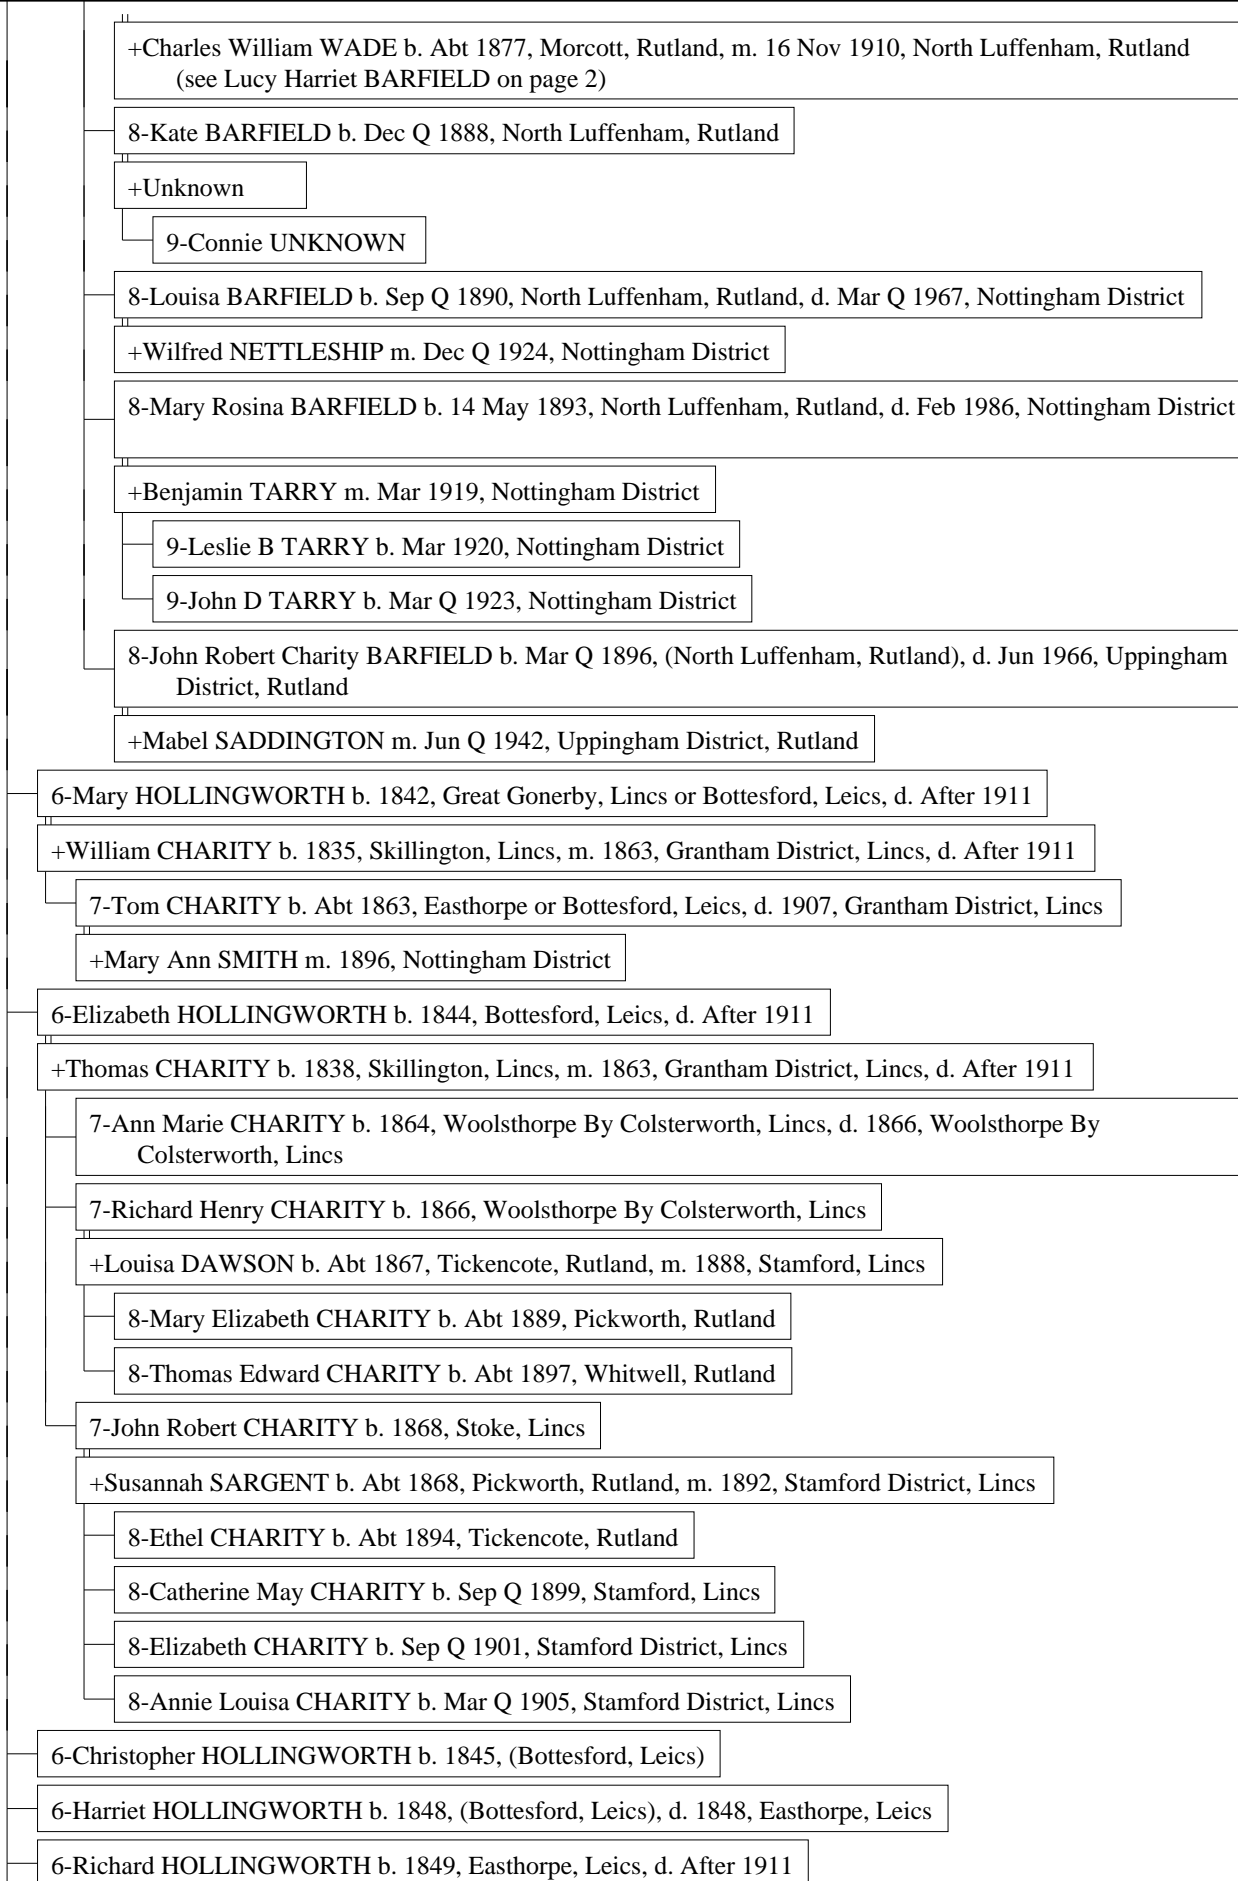 +Charles William WADE b. Abt 1877, Morcott, Rutland, m. 16 Nov 1910, North Luffenham, Rutland
(see Lucy Harriet BARFIELD on page 2)
8-Kate BARFIELD b. Dec Q 1888, North Luffenham, Rutland
+Unknown
9-Connie UNKNOWN
8-Louisa BARFIELD b. Sep Q 1890, North Luffenham, Rutland, d. Mar Q 1967, Nottingham District
+Wilfred NETTLESHIP m. Dec Q 1924, Nottingham District
8-Mary Rosina BARFIELD b. 14 May 1893, North Luffenham, Rutland, d. Feb 1986, Nottingham District
+Benjamin TARRY m. Mar 1919, Nottingham District
9-Leslie B TARRY b. Mar 1920, Nottingham District
9-John D TARRY b. Mar Q 1923, Nottingham District
8-John Robert Charity BARFIELD b. Mar Q 1896, (North Luffenham, Rutland), d. Jun 1966, Uppingham
District, Rutland
+Mabel SADDINGTON m. Jun Q 1942, Uppingham District, Rutland
6-Mary HOLLINGWORTH b. 1842, Great Gonerby, Lincs or Bottesford, Leics, d. After 1911
+William CHARITY b. 1835, Skillington, Lincs, m. 1863, Grantham District, Lincs, d. After 1911
7-Tom CHARITY b. Abt 1863, Easthorpe or Bottesford, Leics, d. 1907, Grantham District, Lincs
+Mary Ann SMITH m. 1896, Nottingham District
6-Elizabeth HOLLINGWORTH b. 1844, Bottesford, Leics, d. After 1911
+Thomas CHARITY b. 1838, Skillington, Lincs, m. 1863, Grantham District, Lincs, d. After 1911
7-Ann Marie CHARITY b. 1864, Woolsthorpe By Colsterworth, Lincs, d. 1866, Woolsthorpe By
Colsterworth, Lincs
7-Richard Henry CHARITY b. 1866, Woolsthorpe By Colsterworth, Lincs
+Louisa DAWSON b. Abt 1867, Tickencote, Rutland, m. 1888, Stamford, Lincs
8-Mary Elizabeth CHARITY b. Abt 1889, Pickworth, Rutland
8-Thomas Edward CHARITY b. Abt 1897, Whitwell, Rutland
7-John Robert CHARITY b. 1868, Stoke, Lincs
+Susannah SARGENT b. Abt 1868, Pickworth, Rutland, m. 1892, Stamford District, Lincs
8-Ethel CHARITY b. Abt 1894, Tickencote, Rutland
8-Catherine May CHARITY b. Sep Q 1899, Stamford, Lincs
8-Elizabeth CHARITY b. Sep Q 1901, Stamford District, Lincs
8-Annie Louisa CHARITY b. Mar Q 1905, Stamford District, Lincs
6-Christopher HOLLINGWORTH b. 1845, (Bottesford, Leics)
6-Harriet HOLLINGWORTH b. 1848, (Bottesford, Leics), d. 1848, Easthorpe, Leics
6-Richard HOLLINGWORTH b. 1849, Easthorpe, Leics, d. After 1911